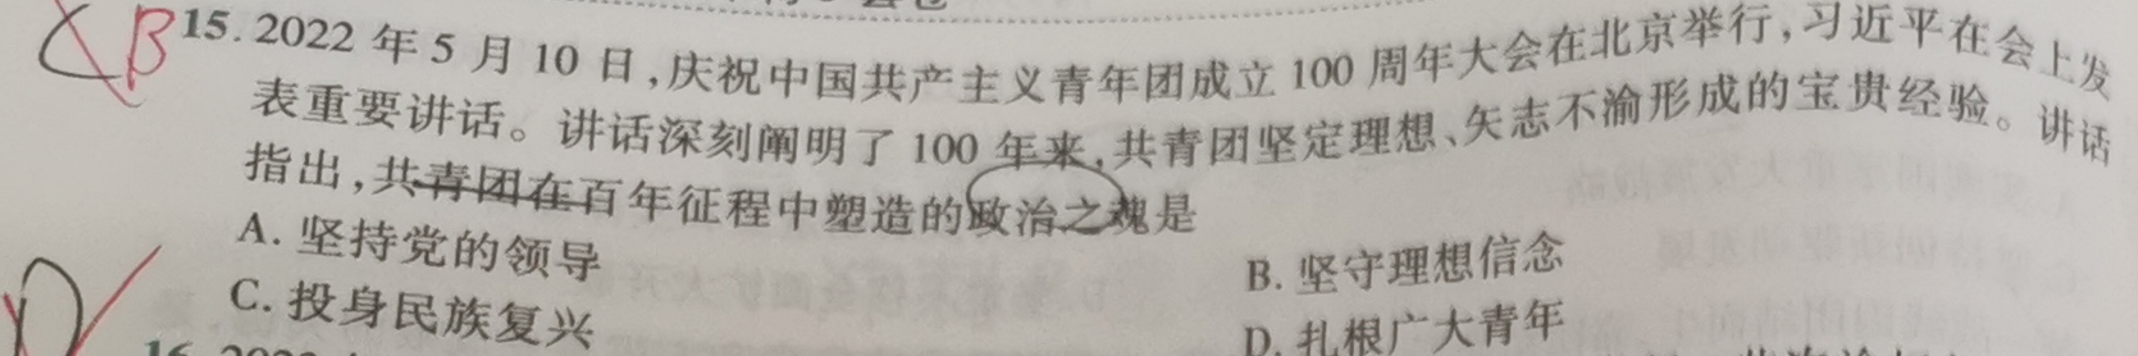 CB
15. 2022 年 5 月 10 日,庆祝中国共产主义青年团成立 100 周年大会在北京举行,习近平在会上发
表重要讲话。讲话深刻阐明了 100 年来,共青团坚定理想、矢志不渝形成的宝贵经验。讲话
指出,共青团在百年征程中塑造的政治之魂是
A. 坚持党的领导
B. 坚守理想信念
C. 投身民族复兴
D. 扎根广大青年
D